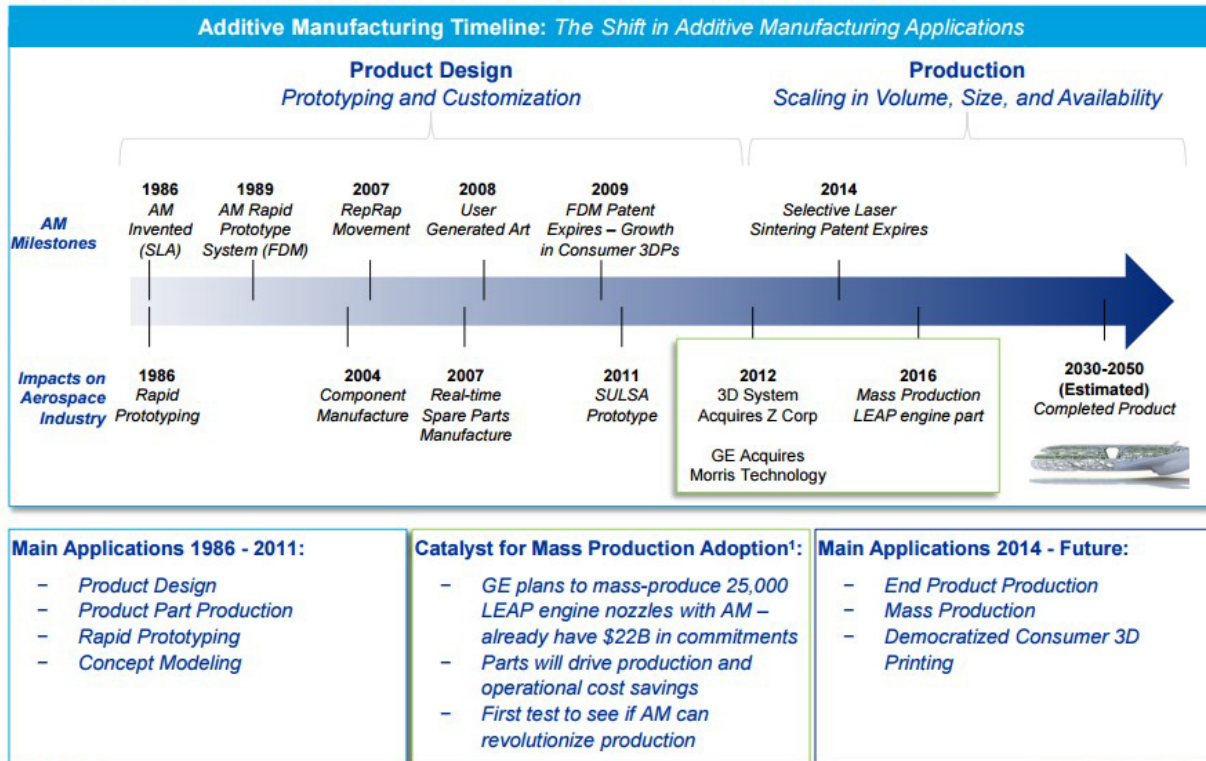 Additive Manufacturing Timeline: The Shift in Additive Manufacturing Applications
Product Design
Prototyping and Customization
Production
Scaling in Volume, Size, and Availability
AM
Milestones
1986
AM
Invented
(SLA)
1989
AM Rapid
Prototype
System (FDM)
2007
RepRap
Movement
2008
User
Generated Art
2009
FDM Patent
Expires – Growth
in Consumer 3DPs
2014
Selective Laser
Sintering Patent Expires
Impacts on
Aerospace
Industry
1986
Rapid
Prototyping
2004
Component
Manufacture
2007
Real-time
Spare Parts
Manufacture
2011
SULSA
Prototype
2012
3D System
Acquires Z Corp
GE Acquires
Morris Technology
2016
Mass Production
LEAP engine part
2030-2050
(Estimated)
Completed Product
Main Applications 1986 - 2011:
– Product Design
– Product Part Production
– Rapid Prototyping
– Concept Modeling
Catalyst for Mass Production Adoption¹:
– GE plans to mass-produce 25,000
LEAP engine nozzles with AM –
already have $22B in commitments
– Parts will drive production and
operational cost savings
– First test to see if AM can
revolutionize production
Main Applications 2014 - Future:
– End Product Production
– Mass Production
– Democratized Consumer 3D
Printing